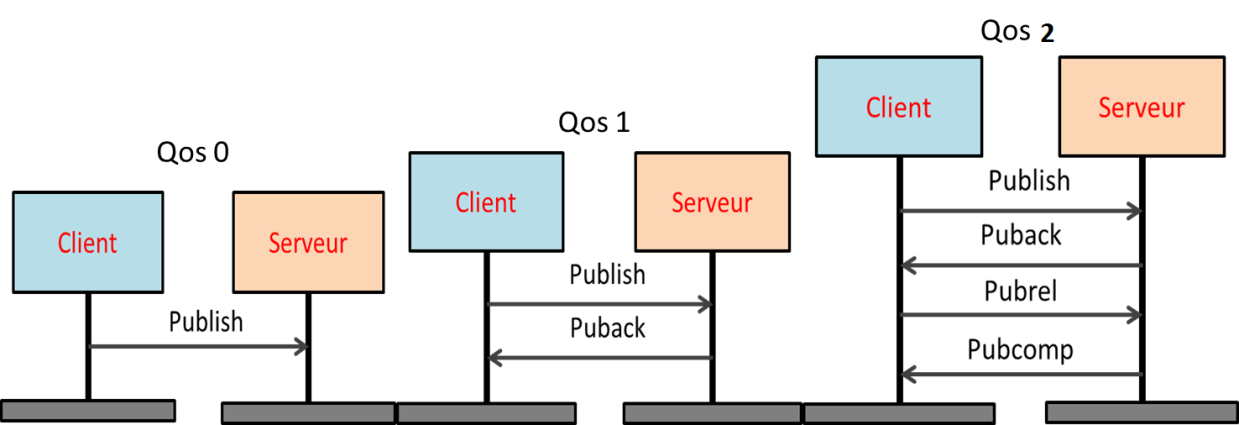 Qos 0
Client
Serveur
Publish
Qos 1
Client
Serveur
Publish
Puback
Qos 2
Client
Serveur
Publish
Puback
Pubrel
Pubcomp